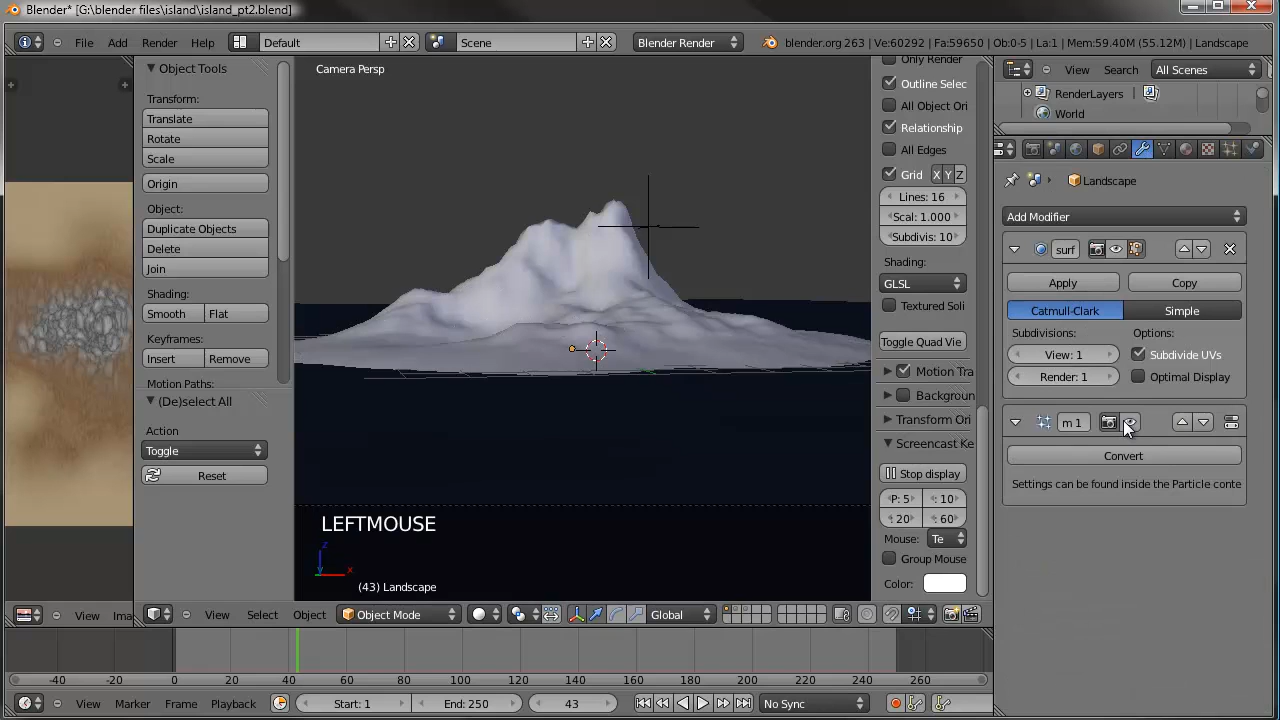 Blender* [G:\blender files\island\island_pt2.blend]
File Add Render Help Default Scene Blender Render blender.org 263 | Ve:60292 | Fa:59650 | Ob:0-5 | La:1 | Mem:59.40M (55.12M) | Landscape
View Search All Scenes
RenderLayers |
World
Object Tools
Transform:
Translate
Rotate
Scale
Origin
Object:
Duplicate Objects
Delete
Join
Shading:
Smooth Flat
Keyframes:
Insert Remove
Motion Paths:
(De)select All
Action
Toggle
Reset
Camera Persp
LEFTMOUSE
z
x
(43) Landscape
Only Render
Outline Selec
All Object Ori
Relationship
All Edges
Grid X Y Z
Lines: 16
Scal: 1.000
Subdivis: 10
Shading:
GLSL
Textured Soli
Toggle Quad Vie
Motion Tra
Backgroun
Transform Ori
Screencast Ke
Stop display
P: 5 : 10
: 20 : 60
Mouse: Te
Group Mouse
Color:
Landscape
Add Modifier
surf
Apply Copy
Catmull-Clark Simple
Subdivisions: Options:
View: 1 Subdivide UVs
Render: 1 Optimal Display
m 1
Convert
Settings can be found inside the Particle conte
View Ima View Select Object Object Mode Global
-40 -20 0 20 40 60 80 100 120 140 160 180 200 220 240 260
View Marker Frame Playback Start: 1 End: 250 43 No Sync